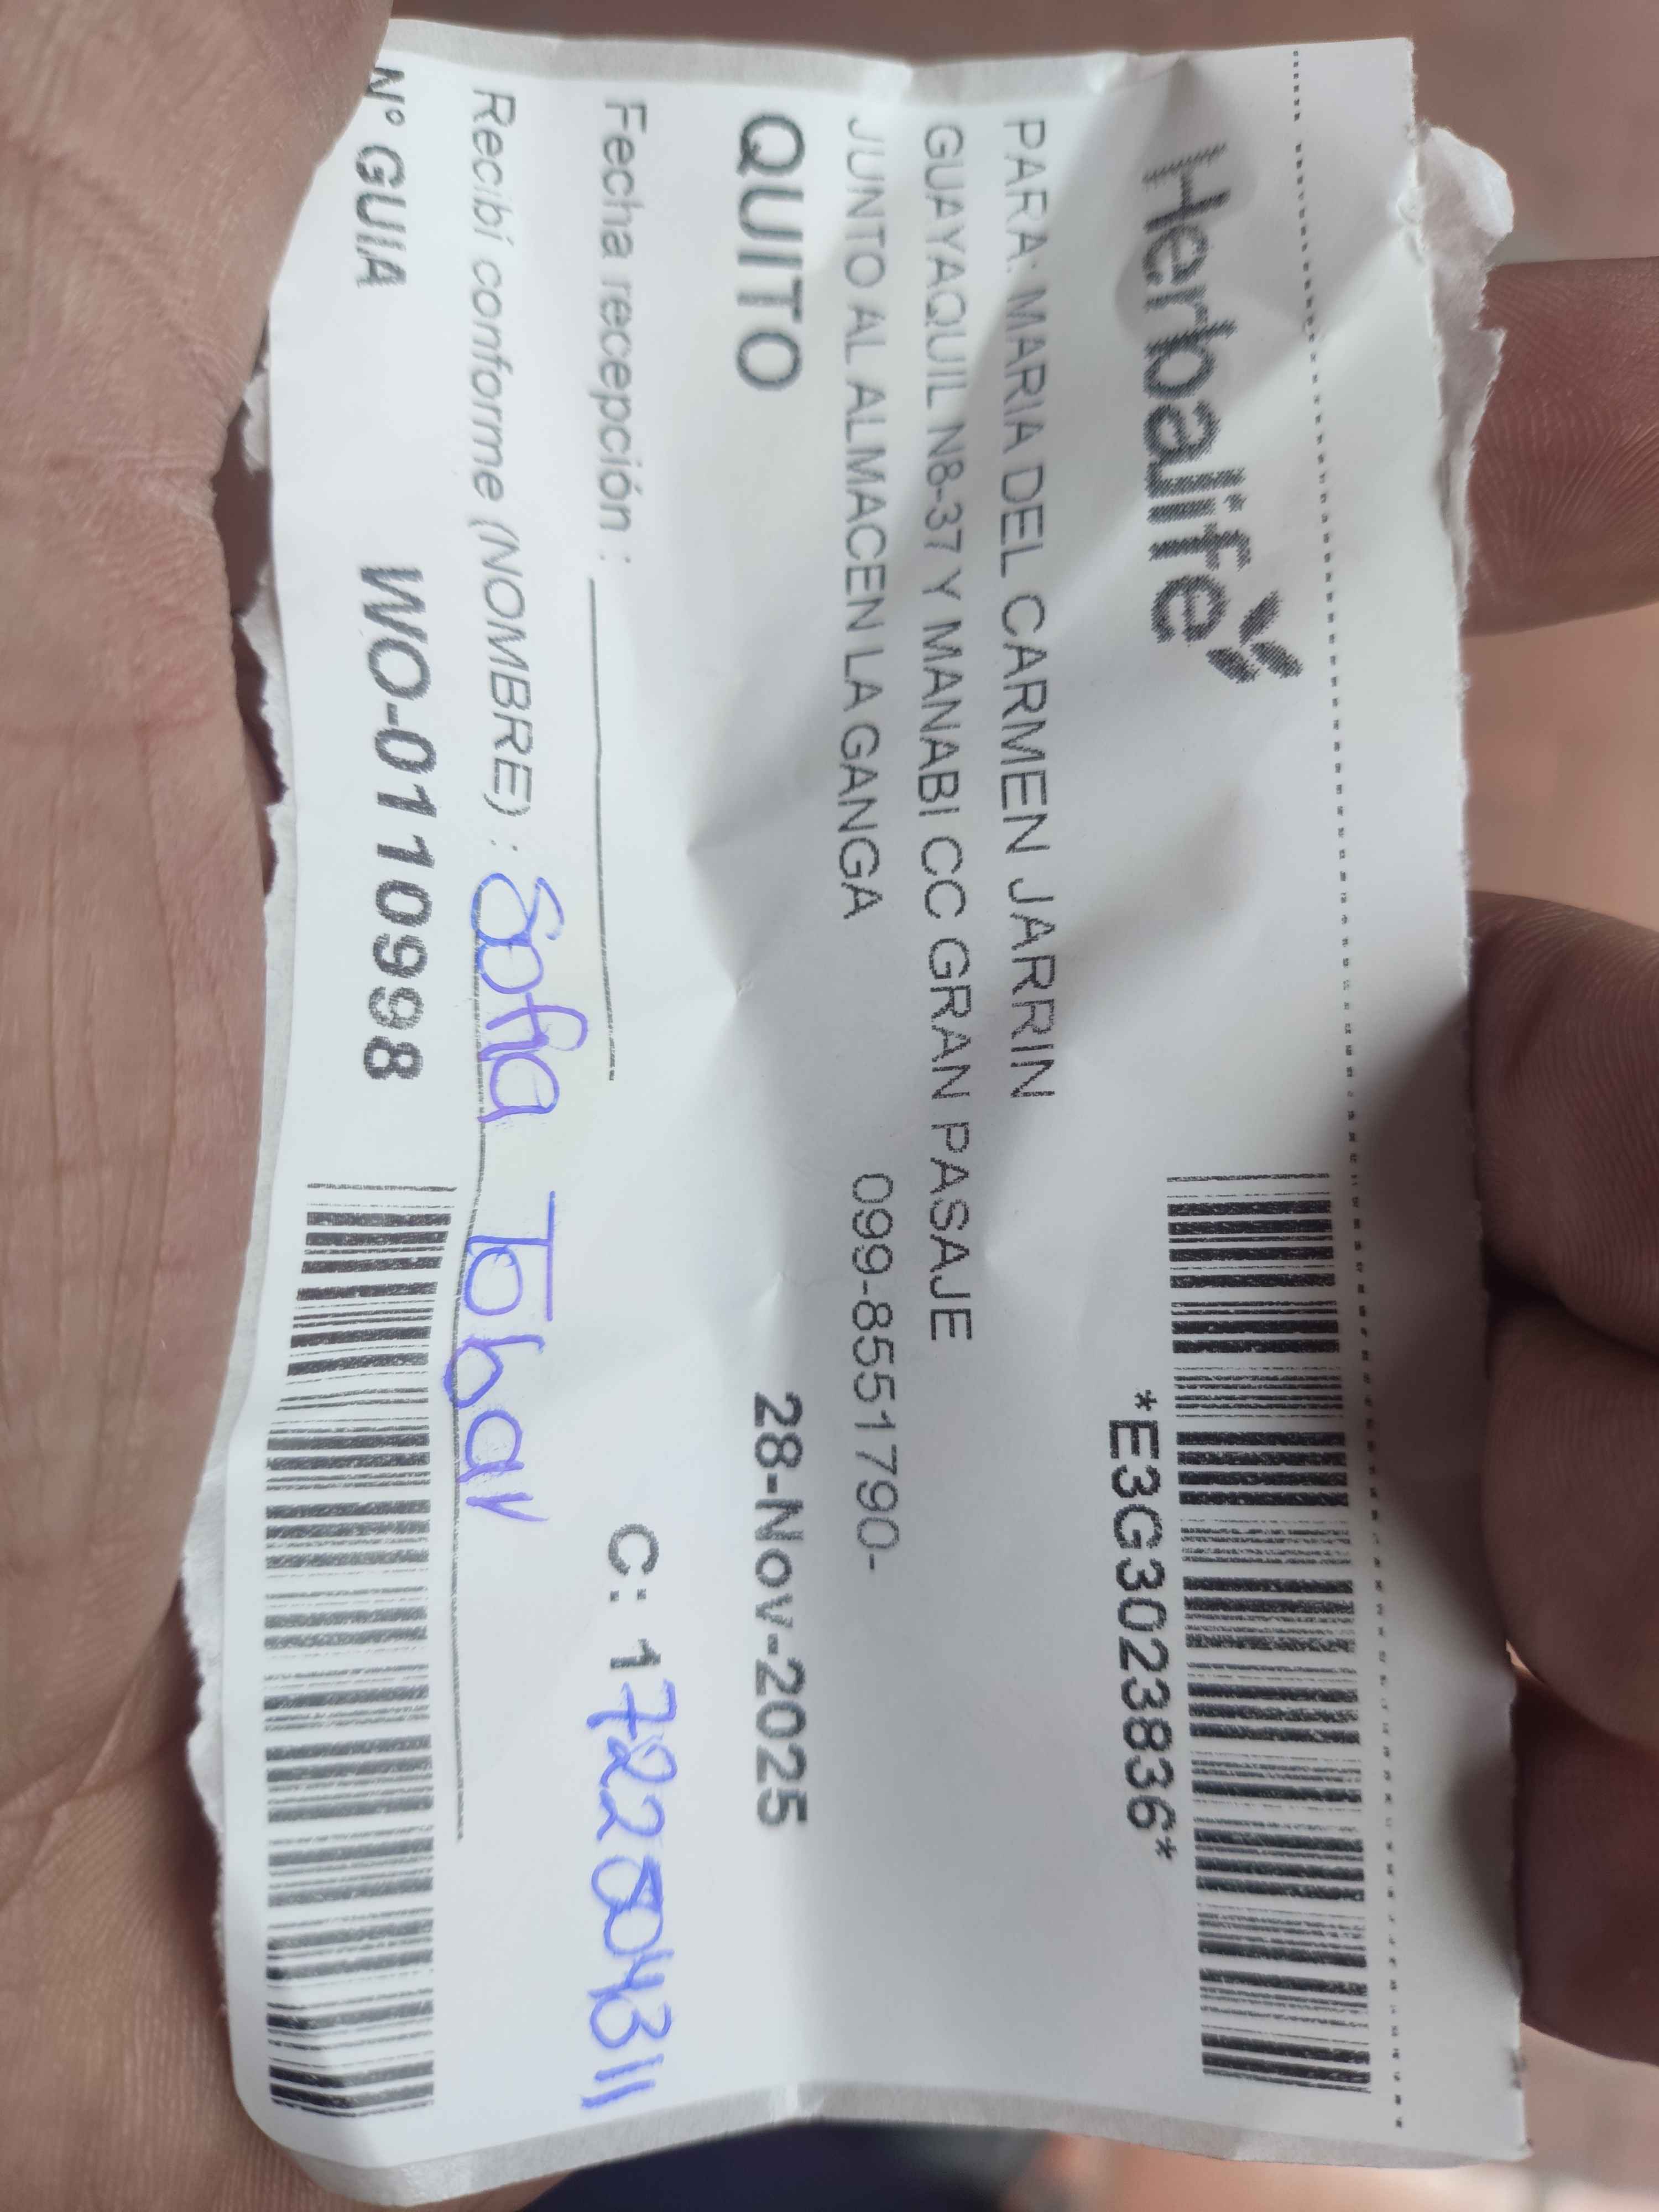 Herbalife
*E3G3023836*
PARA: MARIA DEL CARMEN JARRIN
GUAYAQUIL N8-37 Y MANABI CC GRAN PASAJE
JUNTO AL ALMACEN LA GANGA 099-8551790-
QUITO 28-Nov-2025
Fecha recepción : C: 1722504311
Recibí conforme (NOMBRE) : Sofia Tobar
Nº GUIA WO-0110998